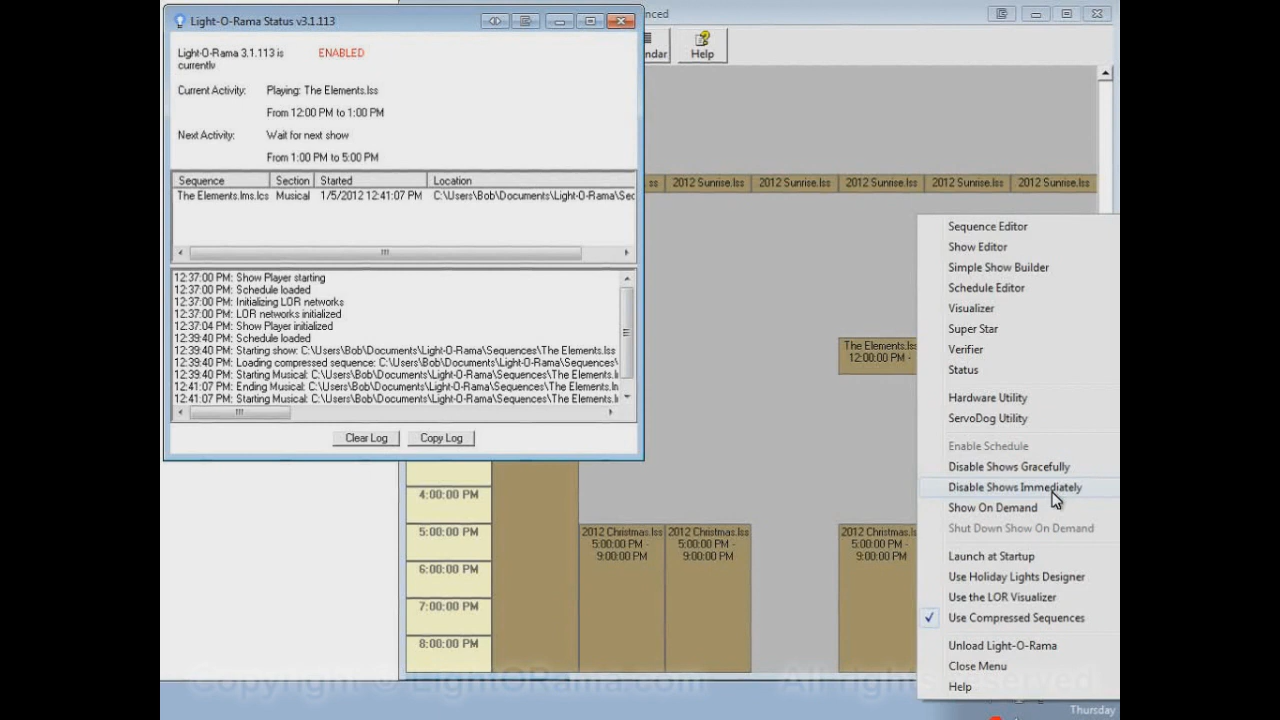 Light-O-Rama Status v3.1.113
Light-O-Rama 3.1.113 is
currently
ENABLED
Current Activity:
Playing: The Elements.lss
From 12:00 PM to 1:00 PM
Next Activity:
Wait for next show
From 1:00 PM to 5:00 PM
Sequence
Section
Started
Location
The Elements.lms.lcs
Musical
1/5/2012 12:41:07 PM
C:\Users\Bob\Documents\Light-O-Rama\Sec
12:37:00 PM: Show Player starting
12:37:00 PM: Schedule loaded
12:37:00 PM: Initializing LOR networks
12:37:00 PM: LOR networks initialized
12:37:04 PM: Show Player initialized
12:39:40 PM: Schedule loaded
12:39:40 PM: Starting show: C:\Users\Bob\Documents\Light-O-Rama\Sequences\The Elements.lss
12:39:40 PM: Loading compressed sequence: C:\Users\Bob\Documents\Light-O-Rama\Sequences\
12:39:40 PM: Starting Musical: C:\Users\Bob\Documents\Light-O-Rama\Sequences\The Elements.l
12:41:07 PM: Ending Musical: C:\Users\Bob\Documents\Light-O-Rama\Sequences\The Elements.lm
12:41:07 PM: Starting Musical: C:\Users\Bob\Documents\Light-O-Rama\Sequences\The Elements.l
Clear Log
Copy Log
nced
ndar
Help
ss
2012 Sunrise.lss
2012 Sunrise.lss
2012 Sunrise.lss
2012 Sunrise.lss
2012 Sunrise.lss
The Elements.ls
12:00:00 PM -
4:00:00 PM
5:00:00 PM
6:00:00 PM
7:00:00 PM
8:00:00 PM
2012 Christmas.lss
5:00:00 PM -
9:00:00 PM
2012 Christmas.lss
5:00:00 PM -
9:00:00 PM
2012 Christmas.lss
5:00:00 PM -
9:00:00 PM
Sequence Editor
Show Editor
Simple Show Builder
Schedule Editor
Visualizer
Super Star
Verifier
Status
Hardware Utility
ServoDog Utility
Enable Schedule
Disable Shows Gracefully
Disable Shows Immediately
Show On Demand
Shut Down Show On Demand
Launch at Startup
Use Holiday Lights Designer
Use the LOR Visualizer
Use Compressed Sequences
Unload Light-O-Rama
Close Menu
Help
Copyright © LightORama.com All rights reserved
Thursday